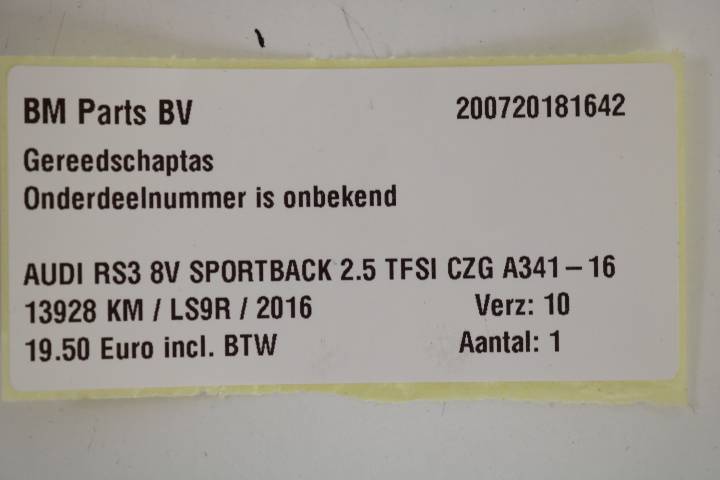 BM Parts BV 200720181642
Gereedschaptas
Onderdeelnummer is onbekend
AUDI RS3 8V SPORTBACK 2.5 TFSI CZG A341-16
13928 KM / LS9R / 2016 Verz: 10
19.50 Euro incl. BTW Aantal: 1